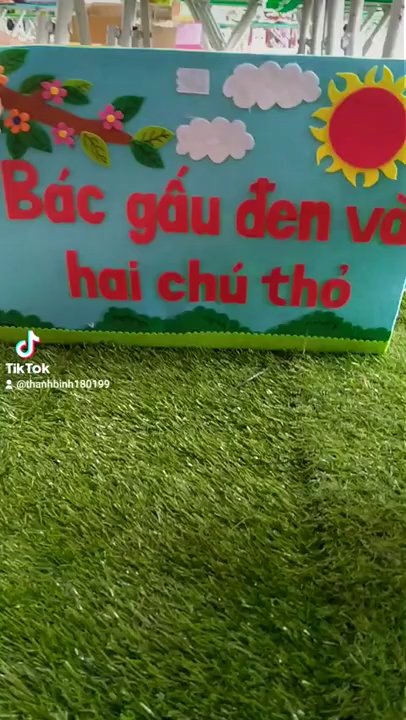 Bác gấu đen và
hai chú thỏ
TikTok
@thanhbinh180199